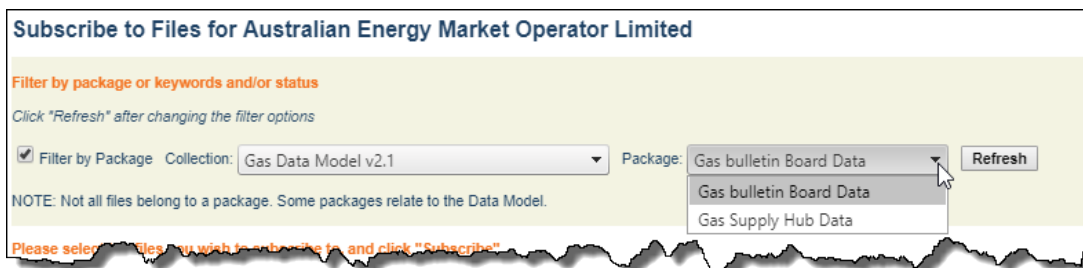 Subscribe to Files for Australian Energy Market Operator Limited
Filter by package or keywords and/or status
Click "Refresh" after changing the filter options
Filter by Package Collection: Gas Data Model v2.1 Package: Gas bulletin Board Data Refresh
Gas bulletin Board Data
NOTE: Not all files belong to a package. Some packages relate to the Data Model.
Gas Supply Hub Data
Please select files you wish to subscribe to, and click "Subscribe"